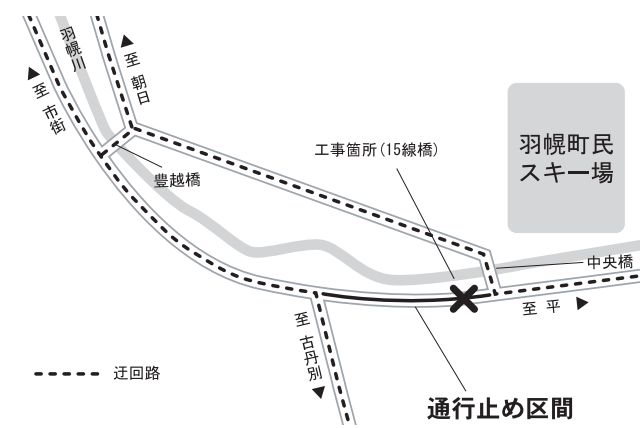 羽幌川
▲至 朝日
▲至 市街
豊越橋
工事箇所(15線橋)
羽幌町民
スキー場
中央橋
至 平 ▶
至 古丹別 ▼
迂回路
通行止め区間